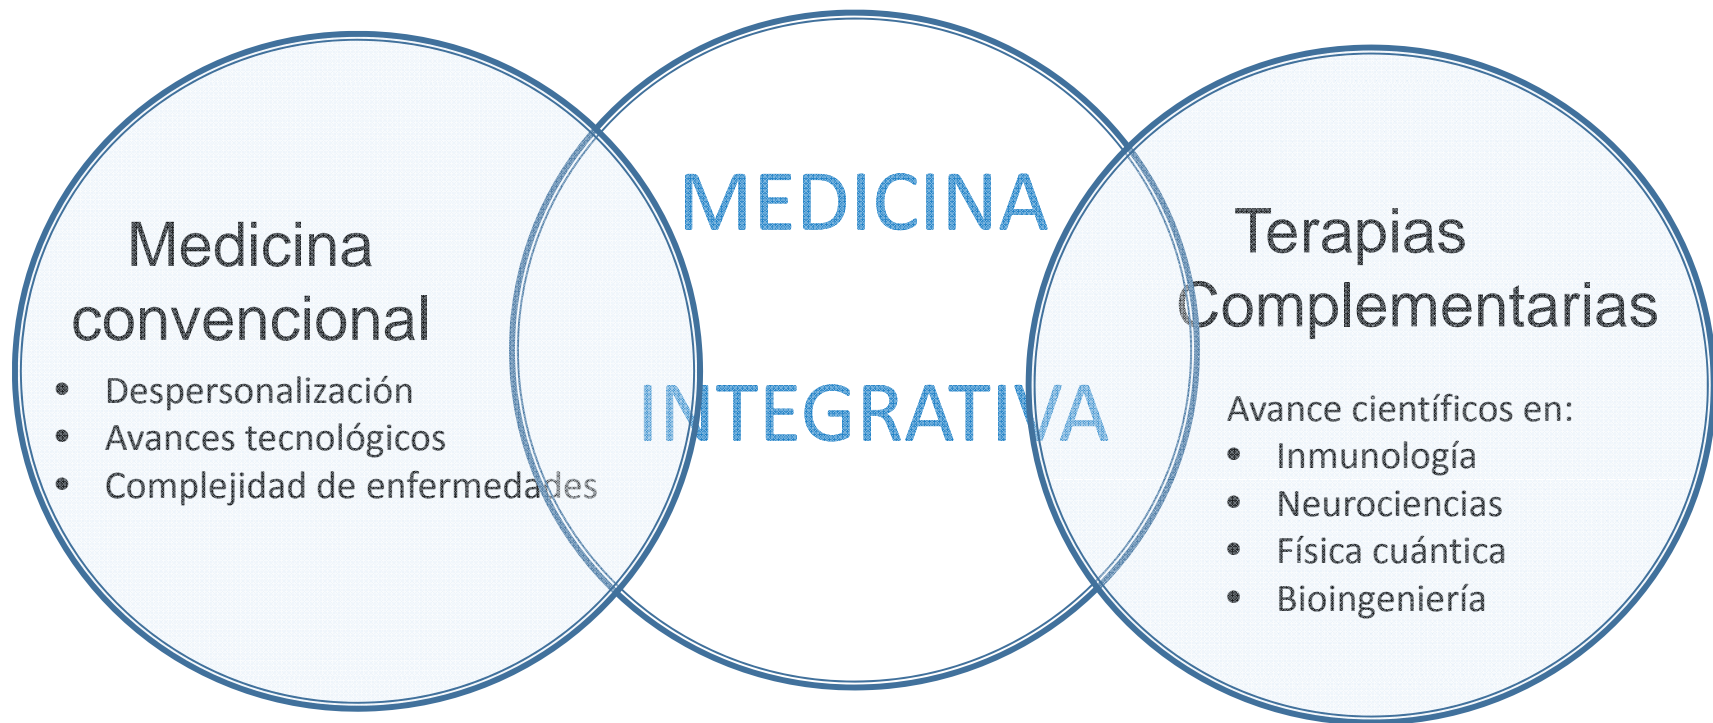 Medicina
convencional
• Despersonalización
• Avances tecnológicos
• Complejidad de enfermedades
MEDICINA
INTEGRATIVA
Terapias
Complementarias
Avance científicos en:
• Inmunología
• Neurociencias
• Física cuántica
• Bioingeniería